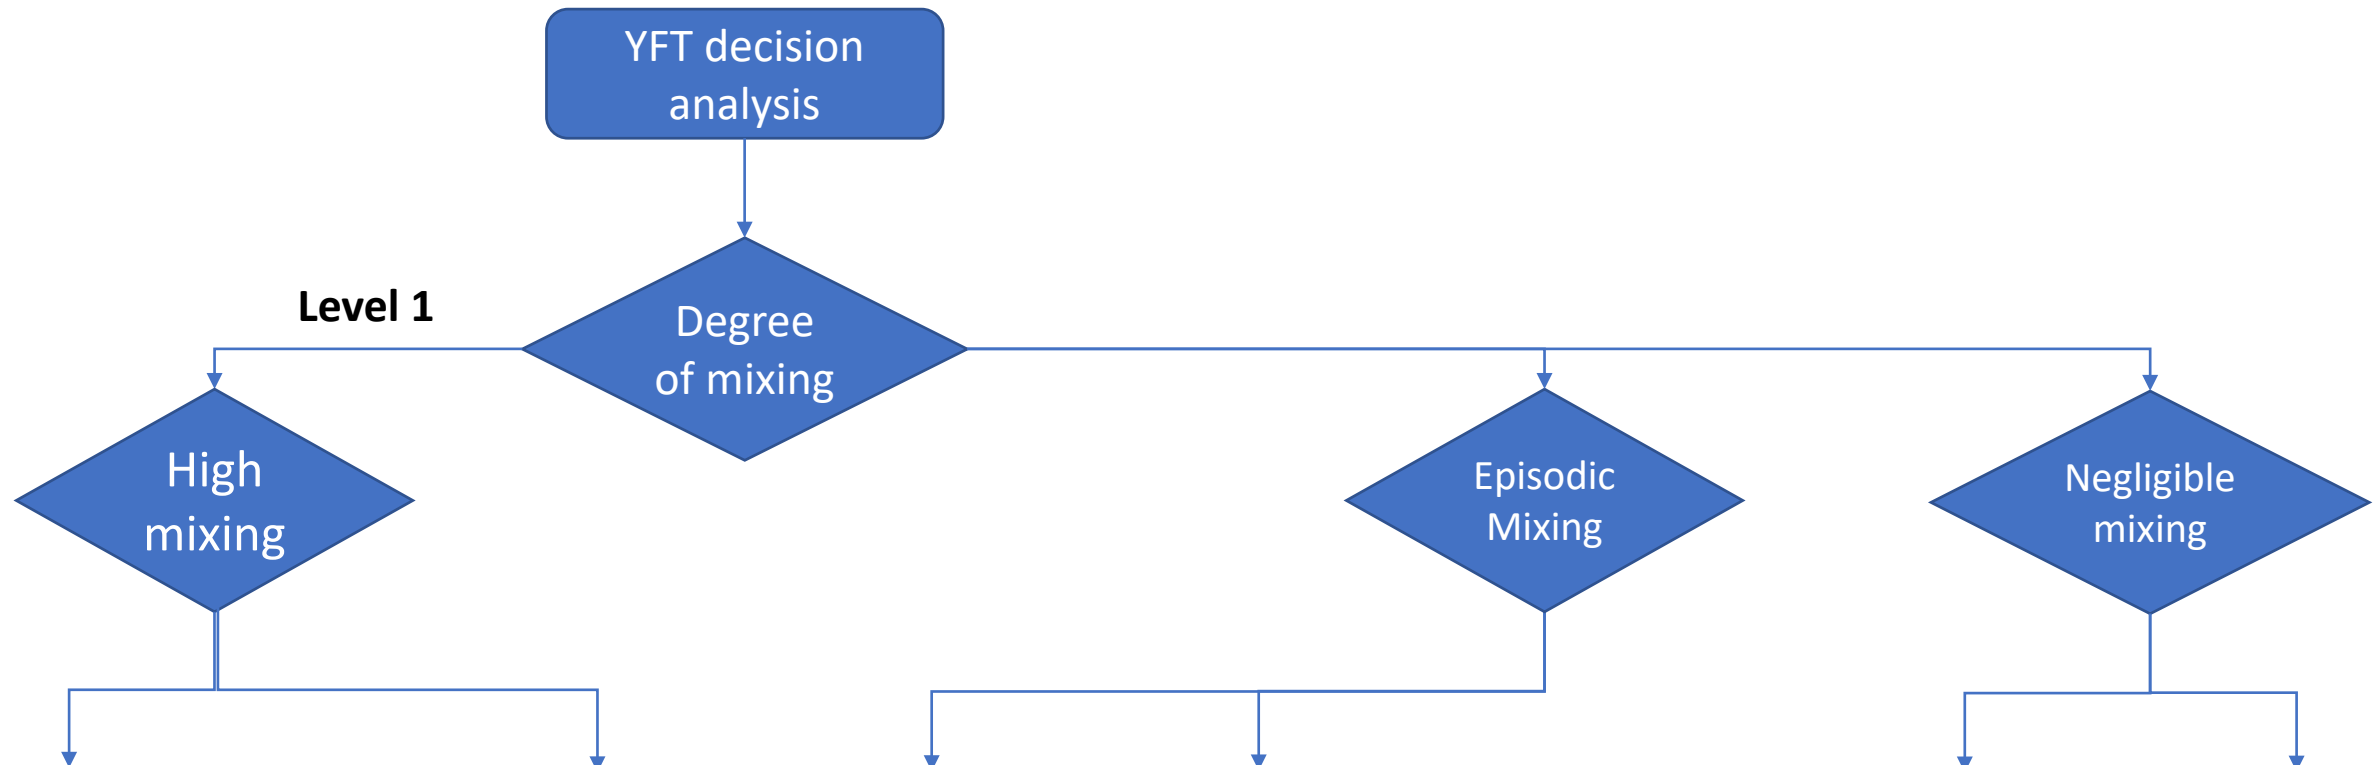 YFT decision
analysis
Level 1
Degree
of mixing
High
mixing
Episodic
Mixing
Negligible
mixing